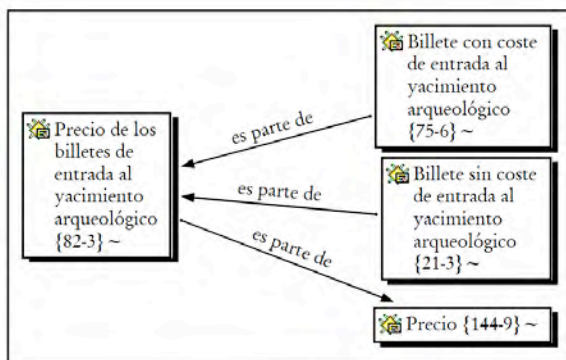 Precio de los
billetes de
entrada al
yacimiento
arqueológico
{82-3} ~
es parte de
es parte de
es parte de
Billete con coste
de entrada al
yacimiento
arqueológico
{75-6} ~
Billete sin coste
de entrada al
yacimiento
arqueológico
{21-3} ~
Precio {144-9} ~